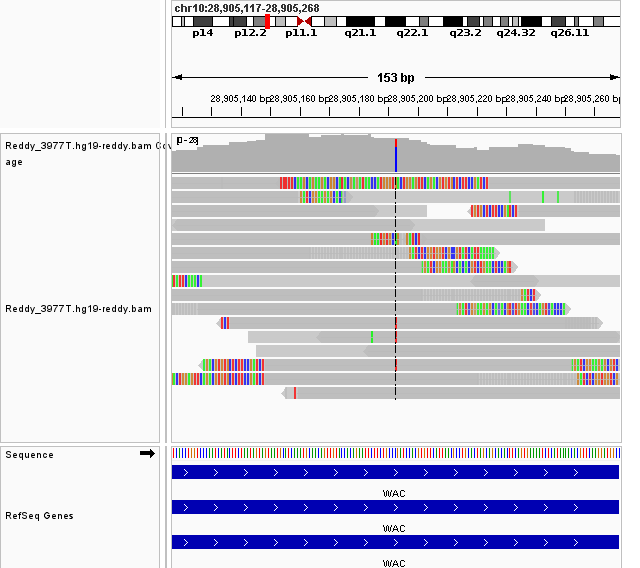 chr10:28,905,117-28,905,268
p14 p12.2 p11.1 q21.1 q22.1 q23.2 q24.32 q26.11
153 bp
28,905,140 bp 28,905,160 bp 28,905,180 bp 28,905,200 bp 28,905,220 bp 28,905,240 bp 28,905,260 bp
[0-28]
Reddy_3977T.hg19-reddy.bam Cov
age
Reddy_3977T.hg19-reddy.bam
Sequence
WAC
RefSeq Genes
WAC
WAC